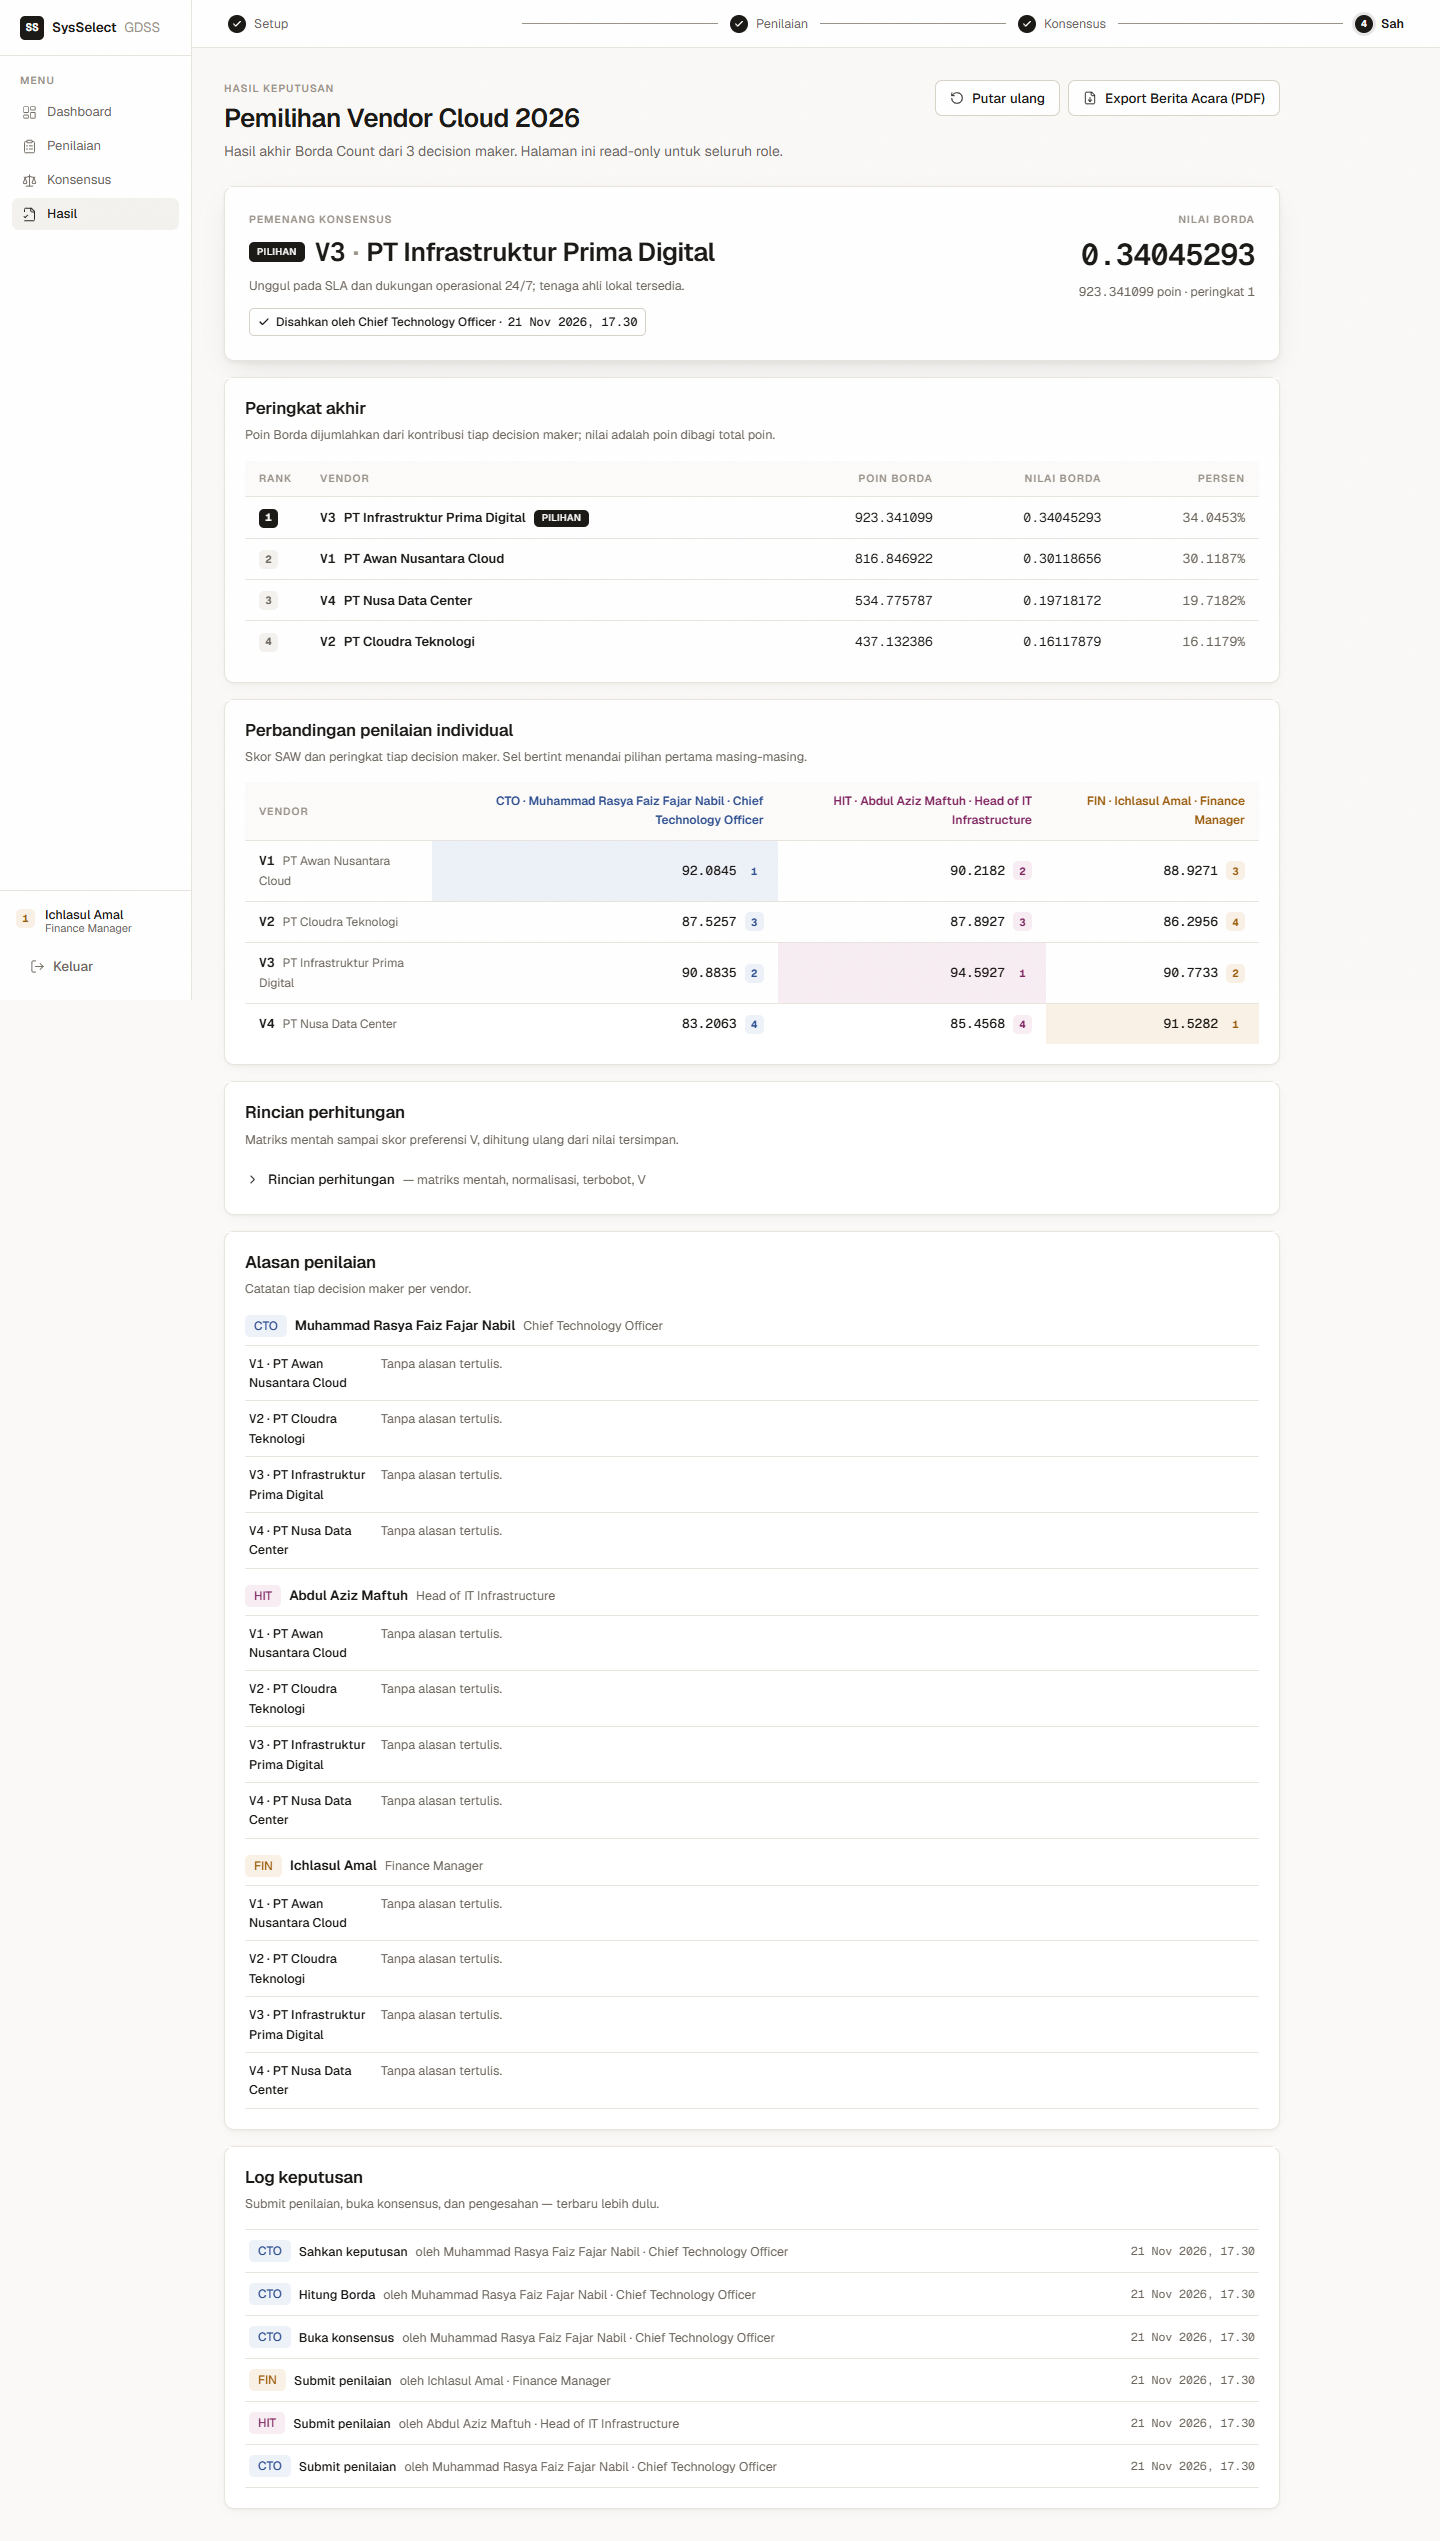 SS SysSelect GDSS
Setup
Penilaian
Konsensus
4 Sah
MENU
Dashboard
Penilaian
Konsensus
Hasil
1 Ichlasul Amal
Finance Manager
Keluar
HASIL KEPUTUSAN
Pemilihan Vendor Cloud 2026
Hasil akhir Borda Count dari 3 decision maker. Halaman ini read-only untuk seluruh role.
Putar ulang
Export Berita Acara (PDF)
PEMENANG KONSENSUS
PILIHAN V3 · PT Infrastruktur Prima Digital
Unggul pada SLA dan dukungan operasional 24/7; tenaga ahli lokal tersedia.
Disahkan oleh Chief Technology Officer · 21 Nov 2026, 17.30
NILAI BORDA
0.34045293
923.341099 poin · peringkat 1
Peringkat akhir
Poin Borda dijumlahkan dari kontribusi tiap decision maker; nilai adalah poin dibagi total poin.
RANK VENDOR POIN BORDA NILAI BORDA PERSEN
1 V3 PT Infrastruktur Prima Digital PILIHAN 923.341099 0.34045293 34.0453%
2 V1 PT Awan Nusantara Cloud 816.846922 0.30118656 30.1187%
3 V4 PT Nusa Data Center 534.775787 0.19718172 19.7182%
4 V2 PT Cloudra Teknologi 437.132386 0.16117879 16.1179%
Perbandingan penilaian individual
Skor SAW dan peringkat tiap decision maker. Sel bertint menandai pilihan pertama masing-masing.
VENDOR
CTO · Muhammad Rasya Faiz Fajar Nabil · Chief
Technology Officer
HIT · Abdul Aziz Maftuh · Head of IT
Infrastructure
FIN · Ichlasul Amal · Finance
Manager
V1 PT Awan Nusantara
Cloud
92.0845 1 90.2182 2 88.9271 3
V2 PT Cloudra Teknologi 87.5257 3 87.8927 3 86.2956 4
V3 PT Infrastruktur Prima
Digital
90.8835 2 94.5927 1 90.7733 2
V4 PT Nusa Data Center 83.2063 4 85.4568 4 91.5282 1
Rincian perhitungan
Matriks mentah sampai skor preferensi V, dihitung ulang dari nilai tersimpan.
Rincian perhitungan — matriks mentah, normalisasi, terbobot, V
Alasan penilaian
Catatan tiap decision maker per vendor.
CTO Muhammad Rasya Faiz Fajar Nabil Chief Technology Officer
V1 · PT Awan
Nusantara Cloud
Tanpa alasan tertulis.
V2 · PT Cloudra
Teknologi
Tanpa alasan tertulis.
V3 · PT Infrastruktur
Prima Digital
Tanpa alasan tertulis.
V4 · PT Nusa Data
Center
Tanpa alasan tertulis.
HIT Abdul Aziz Maftuh Head of IT Infrastructure
V1 · PT Awan
Nusantara Cloud
Tanpa alasan tertulis.
V2 · PT Cloudra
Teknologi
Tanpa alasan tertulis.
V3 · PT Infrastruktur
Prima Digital
Tanpa alasan tertulis.
V4 · PT Nusa Data
Center
Tanpa alasan tertulis.
FIN Ichlasul Amal Finance Manager
V1 · PT Awan
Nusantara Cloud
Tanpa alasan tertulis.
V2 · PT Cloudra
Teknologi
Tanpa alasan tertulis.
V3 · PT Infrastruktur
Prima Digital
Tanpa alasan tertulis.
V4 · PT Nusa Data
Center
Tanpa alasan tertulis.
Log keputusan
Submit penilaian, buka konsensus, dan pengesahan — terbaru lebih dulu.
CTO Sahkan keputusan oleh Muhammad Rasya Faiz Fajar Nabil · Chief Technology Officer 21 Nov 2026, 17.30
CTO Hitung Borda oleh Muhammad Rasya Faiz Fajar Nabil · Chief Technology Officer 21 Nov 2026, 17.30
CTO Buka konsensus oleh Muhammad Rasya Faiz Fajar Nabil · Chief Technology Officer 21 Nov 2026, 17.30
FIN Submit penilaian oleh Ichlasul Amal · Finance Manager 21 Nov 2026, 17.30
HIT Submit penilaian oleh Abdul Aziz Maftuh · Head of IT Infrastructure 21 Nov 2026, 17.30
CTO Submit penilaian oleh Muhammad Rasya Faiz Fajar Nabil · Chief Technology Officer 21 Nov 2026, 17.30